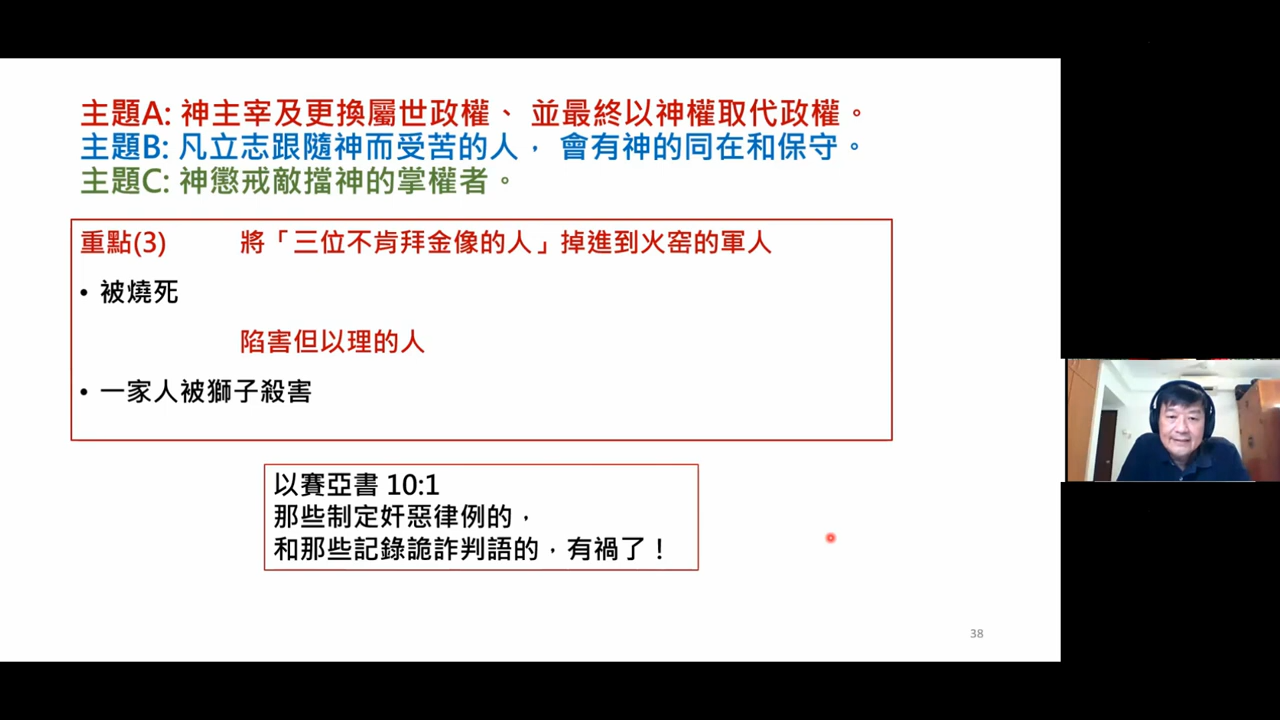 主題A: 神主宰及更換屬世政權、 並最終以神權取代政權。
主題B: 凡立志跟隨神而受苦的人， 會有神的同在和保守。
主題C: 神懲戒敵擋神的掌權者。
重點(3) 將「三位不肯拜金像的人」掉進到火窑的軍人
• 被燒死
陷害但以理的人
• 一家人被獅子殺害
以賽亞書 10:1
那些制定奸惡律例的，
和那些記錄詭詐判語的，有禍了！
38